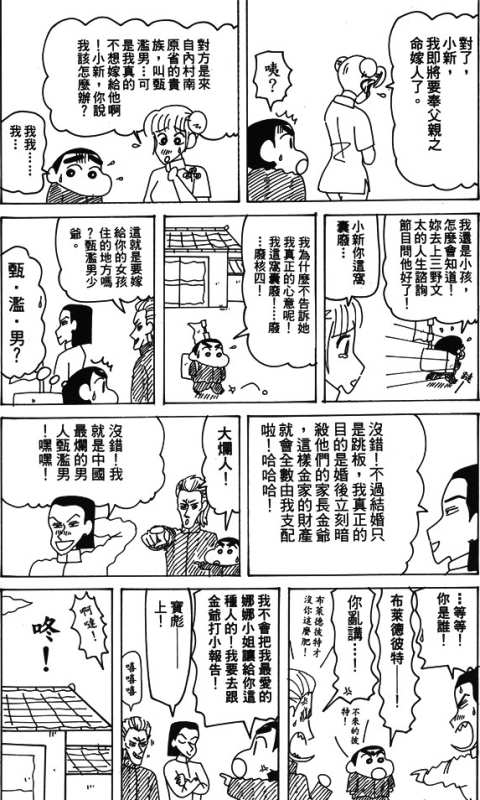 對了，
小新，
我即將要奉父親之
命嫁人了。
咦？
對方是來
自內村南
原省的貴
族，叫甄
濫男…可
是我真的
不想嫁給他啊
！小新，你說
我該怎麼辦？
我我……
我…
我還是小孩，
怎麼會知道！
妳去上三野文
太的人生諮詢
節目問他好了！
小新你這窩
囊廢…
我為什麼不告訴她
我真正的心意呢！
我這窩囊廢！……廢
…廢核四！
這就是要嫁
給你的女孩
住的地方嗎
？甄濫男少
爺。
甄．濫．男？
沒錯！不過結婚只
是跳板，我真正的
目的是婚後立刻暗
殺他們的家長金爺
，這樣金家的財產
就會全數由我支配
啦！哈哈哈！
大爛人！
沒錯！我
就是中國
最爛的男
人甄濫男
！嘿嘿！
…等等！
你是誰！
布萊德彼特！
不來的彼
特！
你亂講…！
布萊德彼特才
沒你這麼肥！
我不會把我最愛的
娜娜小姐讓給你這
種人的！我要去跟
金爺打小報告！
寶彪
上！
嘻嘻嘻
啊噠！
咚！